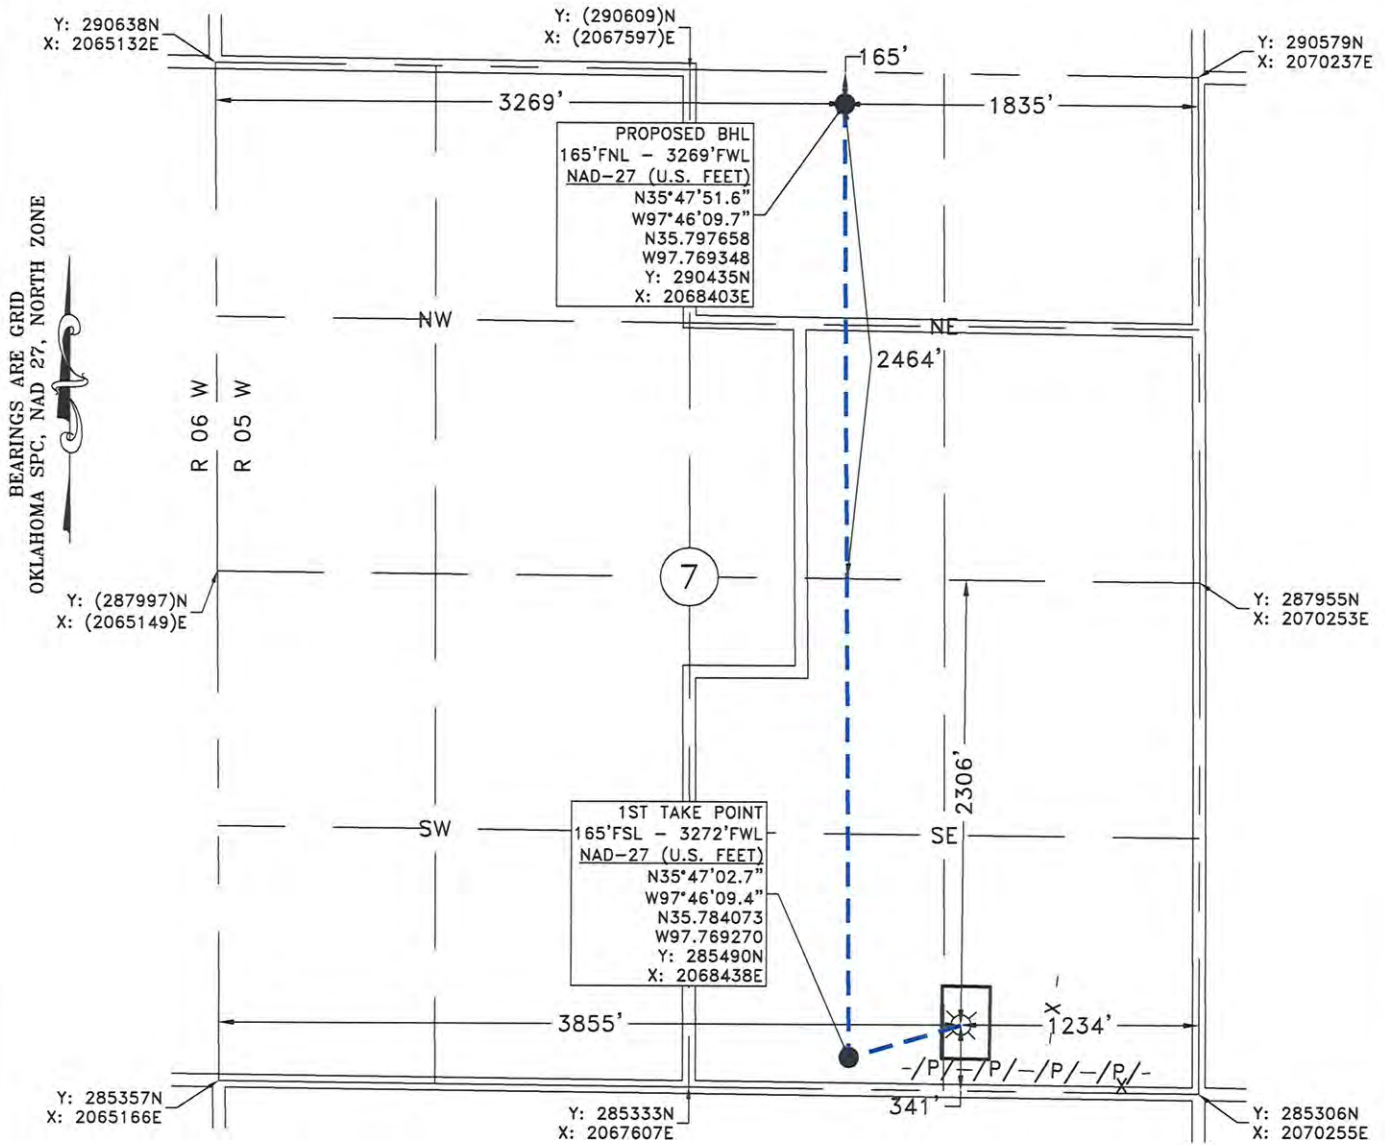 Y: 290638N
X: 2065132E
Y: (290609)N
X: (2067597)E
165'
Y: 290579N
X: 2070237E
3269'
1835'
PROPOSED BHL
165'FNL - 3269'FWL
NAD-27 (U.S. FEET)
N35°47'51.6"
W97°46'09.7"
N35.797658
W97.769348
Y: 290435N
X: 2068403E
BEARINGS ARE GRID
OKLAHOMA SPC, NAD 27, NORTH ZONE
NW
NE
2464'
R 06 W
R 05 W
7
Y: (287997)N
X: (2065149)E
Y: 287955N
X: 2070253E
2306'
1ST TAKE POINT
165'FSL - 3272'FWL
NAD-27 (U.S. FEET)
N35°47'02.7"
W97°46'09.4"
N35.784073
W97.769270
Y: 285490N
X: 2068438E
SW
SE
3855'
X
1234'
-/P/-/P/-/P/-/P/-
X
341'
Y: 285357N
X: 2065166E
Y: 285333N
X: 2067607E
Y: 285306N
X: 2070255E